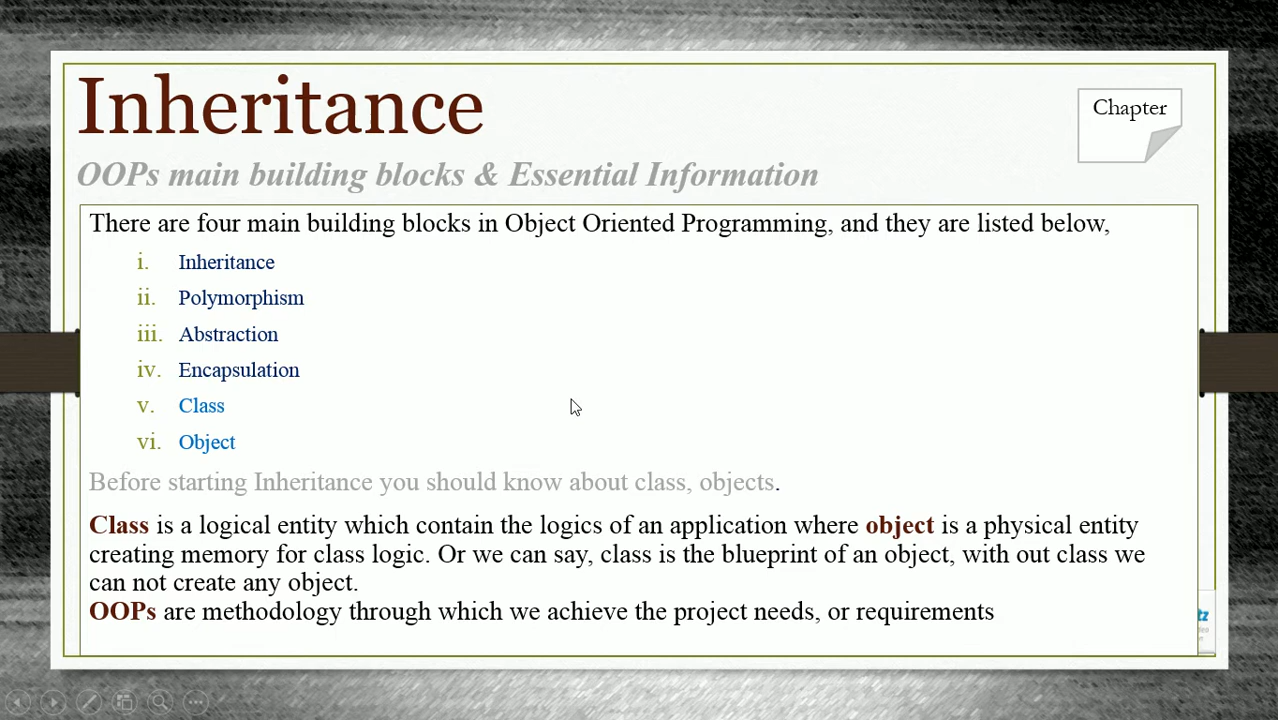 Inheritance
Chapter
OOPs main building blocks & Essential Information
There are four main building blocks in Object Oriented Programming, and they are listed below,
i. Inheritance
ii. Polymorphism
iii. Abstraction
iv. Encapsulation
v. Class
vi. Object
Before starting Inheritance you should know about class, objects.
Class is a logical entity which contain the logics of an application where object is a physical entity
creating memory for class logic. Or we can say, class is the blueprint of an object, with out class we
can not create any object.
OOPs are methodology through which we achieve the project needs, or requirements